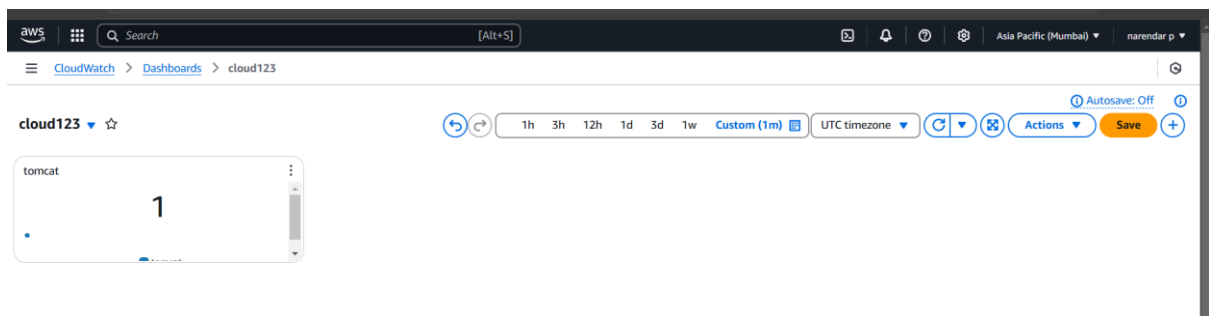 aws Search [Alt+S] Asia Pacific (Mumbai) narendar p
CloudWatch > Dashboards > cloud123
Autosave: Off
cloud123 1h 3h 12h 1d 3d 1w Custom (1m) UTC timezone Actions Save
tomcat
1